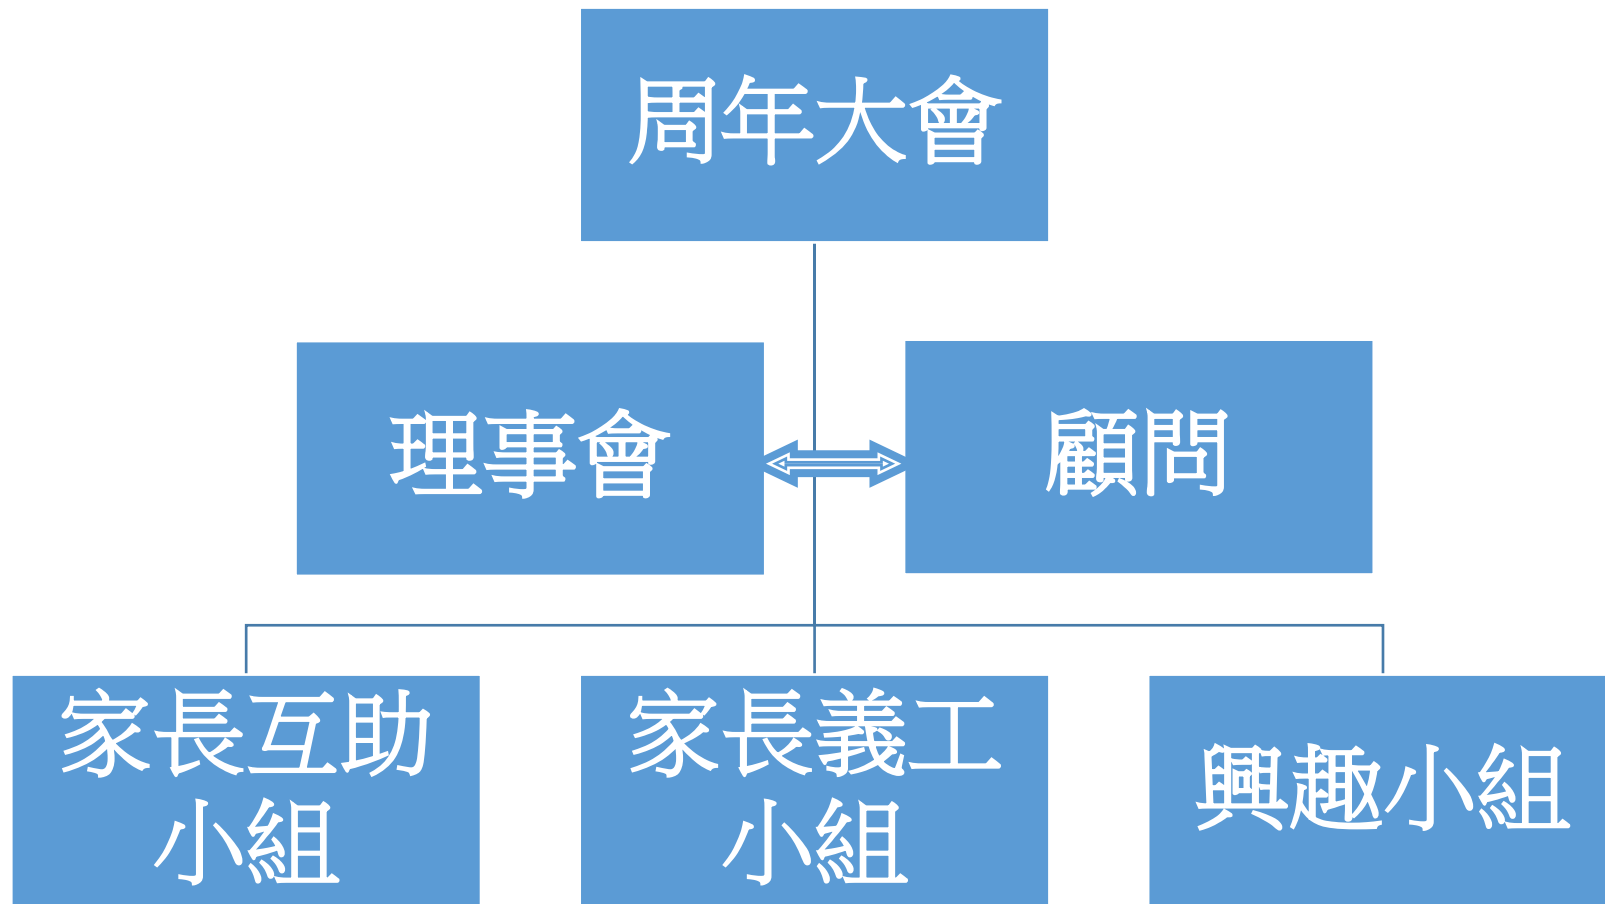 周年大會
理事會
顧問
家長互助
小組
家長義工
小組
興趣小組